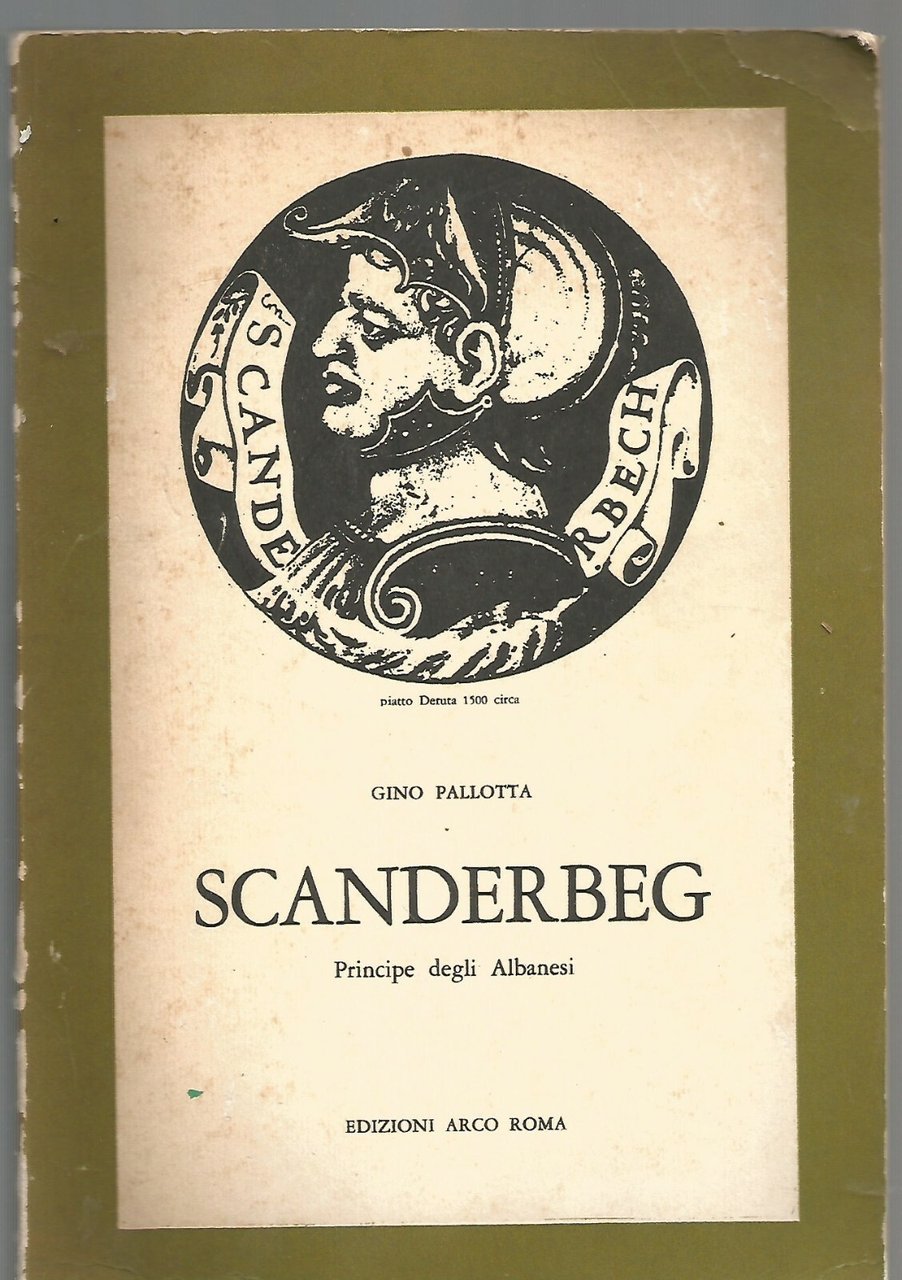 SCANDE
RBECH
piatto Deruta 1500 circa
GINO PALLOTTA
SCANDERBEG
Principe degli Albanesi
EDIZIONI ARCO ROMA